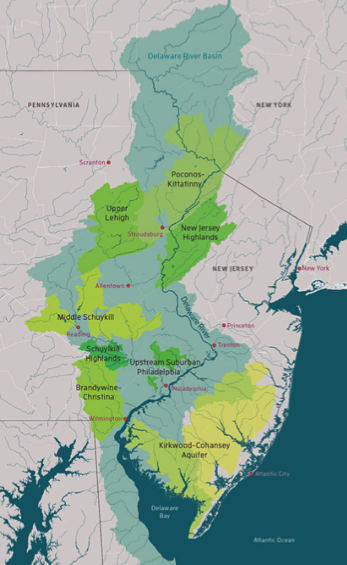 Delaware River Basin
PENNSYLVANIA
NEW YORK
Scranton
Poconos-
Kittatinny
Upper
Lehigh
Stroudsburg
New Jersey
Highlands
NEW JERSEY
New York
Allentown
Delaware River
Middle Schuykill
Reading
Princeton
Trenton
Schuylkill
Highlands
Upstream Suburban
Philadelphia
Philadelphia
Brandywine-
Christina
Wilmington
Kirkwood-Cohansey
Aquifer
Atlantic City
Delaware
Bay
Atlantic Ocean